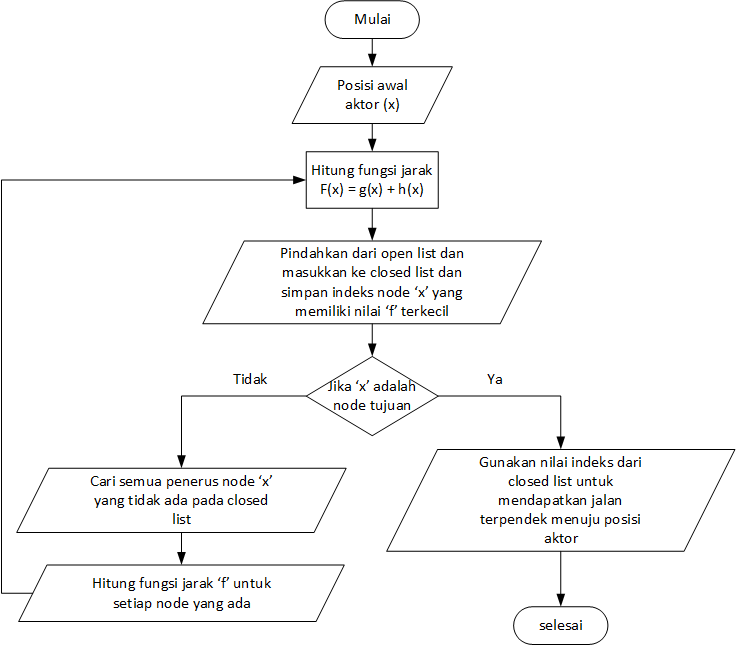 Mulai
Posisi awal
aktor (x)
Hitung fungsi jarak
F(x) = g(x) + h(x)
Pindahkan dari open list dan
masukkan ke closed list dan
simpan indeks node ‘x’ yang
memiliki nilai ‘f’ terkecil
Jika ‘x’ adalah
node tujuan
Tidak
Ya
Cari semua penerus node ‘x’
yang tidak ada pada closed
list
Hitung fungsi jarak ‘f’ untuk
setiap node yang ada
Gunakan nilai indeks dari
closed list untuk
mendapatkan jalan
terpendek menuju posisi
aktor
selesai